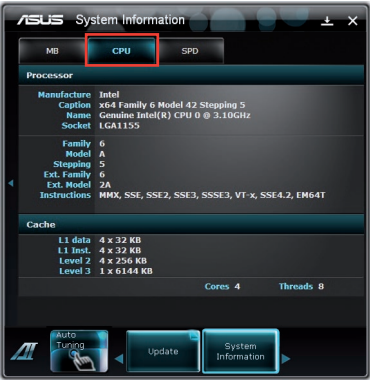 ASUS System Information
MB CPU SPD
Processor
Manufacture Intel
Caption x64 Family 6 Model 42 Stepping 5
Name Genuine Intel(R) CPU 0 @ 3.10GHz
Socket LGA1155
Family 6
Model A
Stepping 5
Ext. Family 6
Ext. Model 2A
Instructions MMX, SSE, SSE2, SSE3, SSSE3, VT-x, SSE4.2, EM64T
Cache
L1 data 4 x 32 KB
L1 Inst. 4 x 32 KB
Level 2 4 x 256 KB
Level 3 1 x 6144 KB
Cores 4 Threads 8
Auto
Tuning
Update
System
Information